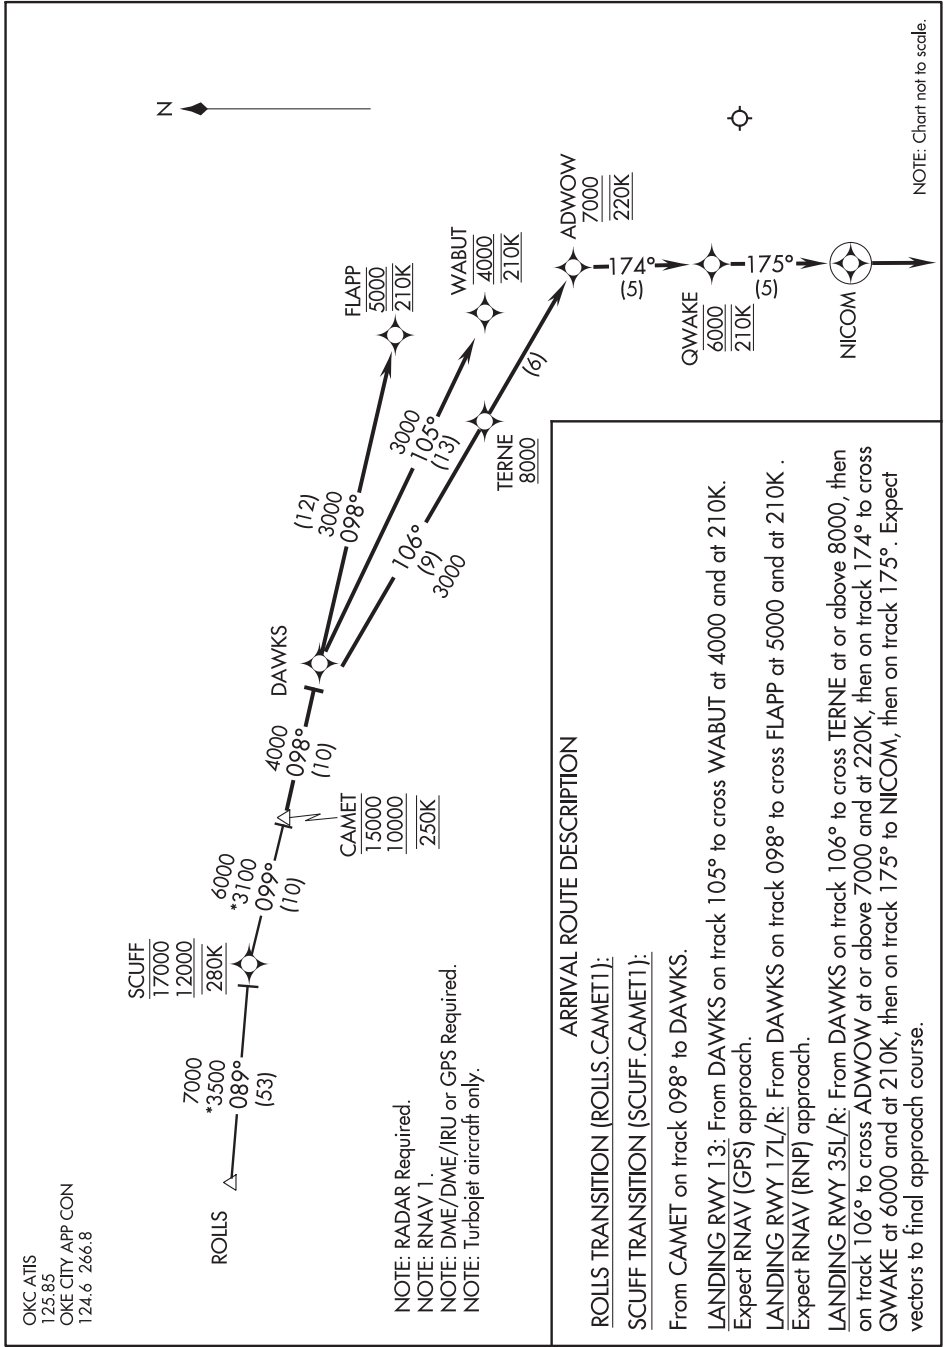 OKC ATIS
125.85
OKE CITY APP CON
124.6 266.8
ROLLS
7000
*3500
089°
(53)
SCUFF
17000
12000
280K
6000
*3100
099°
(10)
CAMET
15000
10000
250K
4000
098°
(10)
DAWKS
(12)
3000
098°
FLAPP
5000
210K
3000
105°
(13)
WABUT
4000
210K
106°
(9)
3000
TERNE
8000
(6)
ADWOW
7000
220K
174°
(5)
QWAKE
6000
210K
175°
(5)
NICOM
N
NOTE: RADAR Required.
NOTE: RNAV 1.
NOTE: DME/DME/IRU or GPS Required.
NOTE: Turbojet aircraft only.
NOTE: Chart not to scale.
ARRIVAL ROUTE DESCRIPTION
ROLLS TRANSITION (ROLLS.CAMET1):
SCUFF TRANSITION (SCUFF.CAMET1):
From CAMET on track 098° to DAWKS.
LANDING RWY 13: From DAWKS on track 105° to cross WABUT at 4000 and at 210K.
Expect RNAV (GPS) approach.
LANDING RWY 17L/R: From DAWKS on track 098° to cross FLAPP at 5000 and at 210K .
Expect RNAV (RNP) approach.
LANDING RWY 35L/R: From DAWKS on track 106° to cross TERNE at or above 8000, then
on track 106° to cross ADWOW at or above 7000 and at 220K, then on track 174° to cross
QWAKE at 6000 and at 210K, then on track 175° to NICOM, then on track 175°. Expect
vectors to final approach course.